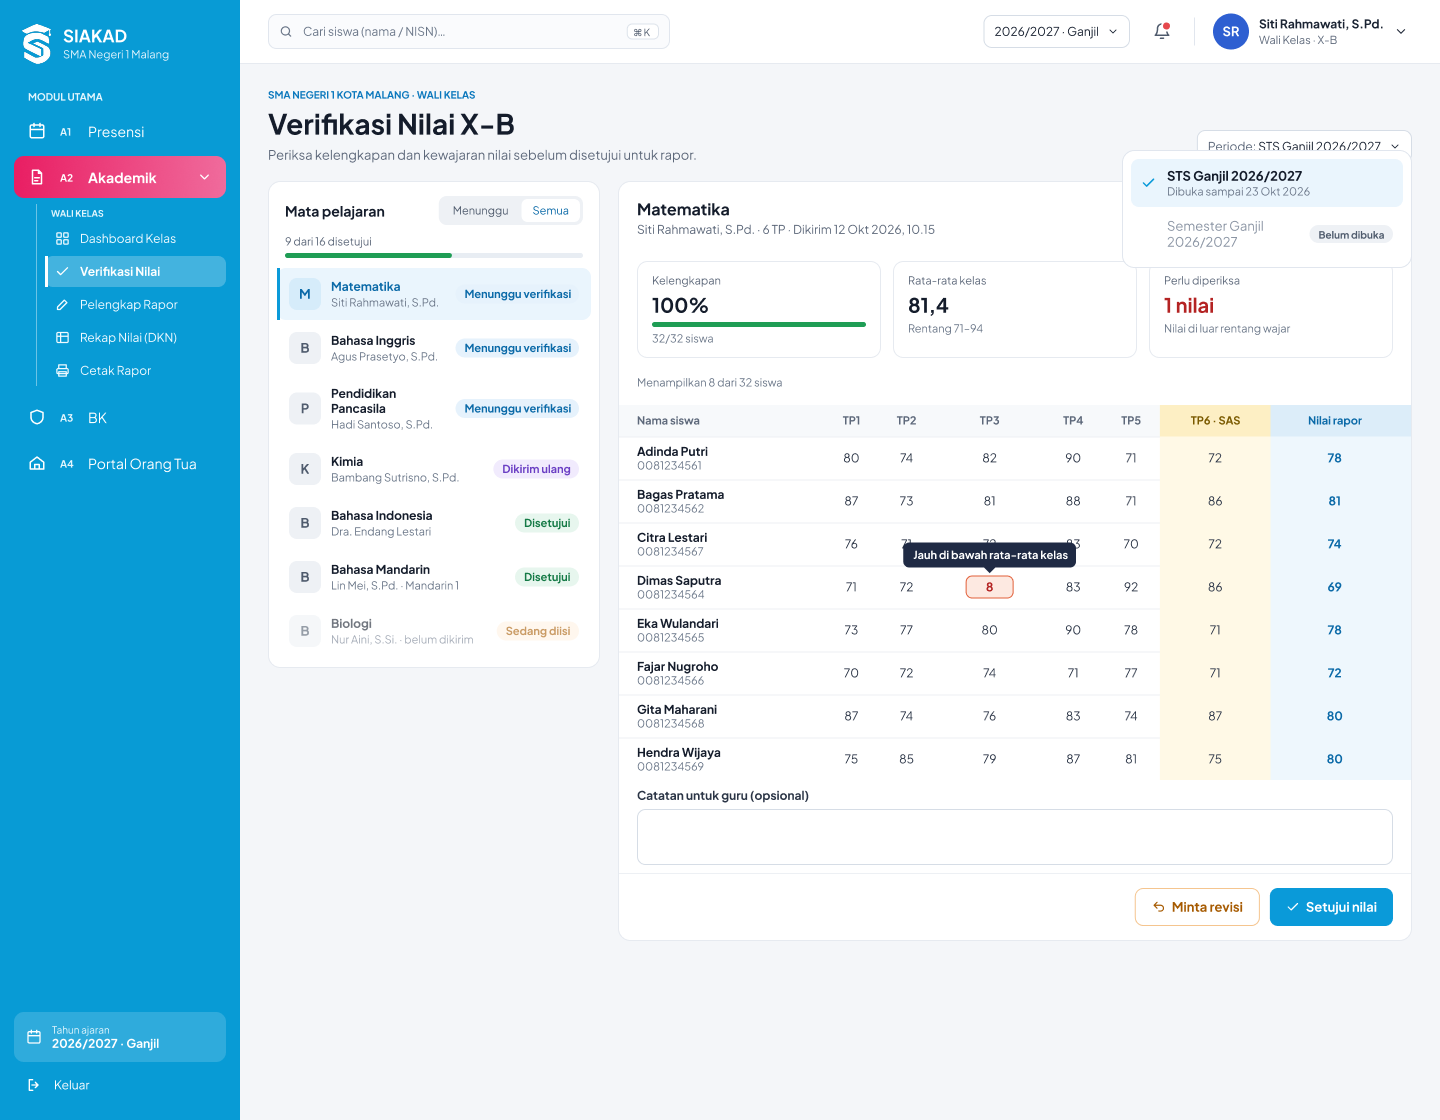 SIAKAD
SMA Negeri 1 Malang
MODUL UTAMA
A1 Presensi
A2 Akademik
WALI KELAS
Dashboard Kelas
Verifikasi Nilai
Pelengkap Rapor
Rekap Nilai (DKN)
Cetak Rapor
A3 BK
A4 Portal Orang Tua
Tahun ajaran
2026/2027 · Ganjil
Keluar
Cari siswa (nama / NISN)...
⌘K
2026/2027 · Ganjil
SR
Siti Rahmawati, S.Pd.
Wali Kelas · X-B
SMA NEGERI 1 KOTA MALANG · WALI KELAS
Verifikasi Nilai X-B
Periksa kelengkapan dan kewajaran nilai sebelum disetujui untuk rapor.
Periode: STS Ganjil 2026/2027
STS Ganjil 2026/2027
Dibuka sampai 23 Okt 2026
Semester Ganjil
2026/2027
Belum dibuka
Mata pelajaran
Menunggu
Semua
9 dari 16 disetujui
M
Matematika
Siti Rahmawati, S.Pd.
Menunggu verifikasi
B
Bahasa Inggris
Agus Prasetyo, S.Pd.
Menunggu verifikasi
P
Pendidikan
Pancasila
Hadi Santoso, S.Pd.
Menunggu verifikasi
K
Kimia
Bambang Sutrisno, S.Pd.
Dikirim ulang
B
Bahasa Indonesia
Dra. Endang Lestari
Disetujui
B
Bahasa Mandarin
Lin Mei, S.Pd. · Mandarin 1
Disetujui
B
Biologi
Nur Aini, S.Si. · belum dikirim
Sedang diisi
Matematika
Siti Rahmawati, S.Pd. · 6 TP · Dikirim 12 Okt 2026, 10.15
Kelengkapan
100%
32/32 siswa
Rata-rata kelas
81,4
Rentang 71–94
Perlu diperiksa
1 nilai
Nilai di luar rentang wajar
Menampilkan 8 dari 32 siswa
Nama siswa TP1 TP2 TP3 TP4 TP5 TP6 · SAS Nilai rapor
Adinda Putri
0081234561
80 74 82 90 71 72 78
Bagas Pratama
0081234562
87 73 81 88 71 86 81
Citra Lestari
0081234567
76 70 72 74
Jauh di bawah rata-rata kelas
Dimas Saputra
0081234564
71 72 8 83 92 86 69
Eka Wulandari
0081234565
73 77 80 90 78 71 78
Fajar Nugroho
0081234566
70 72 74 71 77 71 72
Gita Maharani
0081234568
87 74 76 83 74 87 80
Hendra Wijaya
0081234569
75 85 79 87 81 75 80
Catatan untuk guru (opsional)
Minta revisi
Setujui nilai